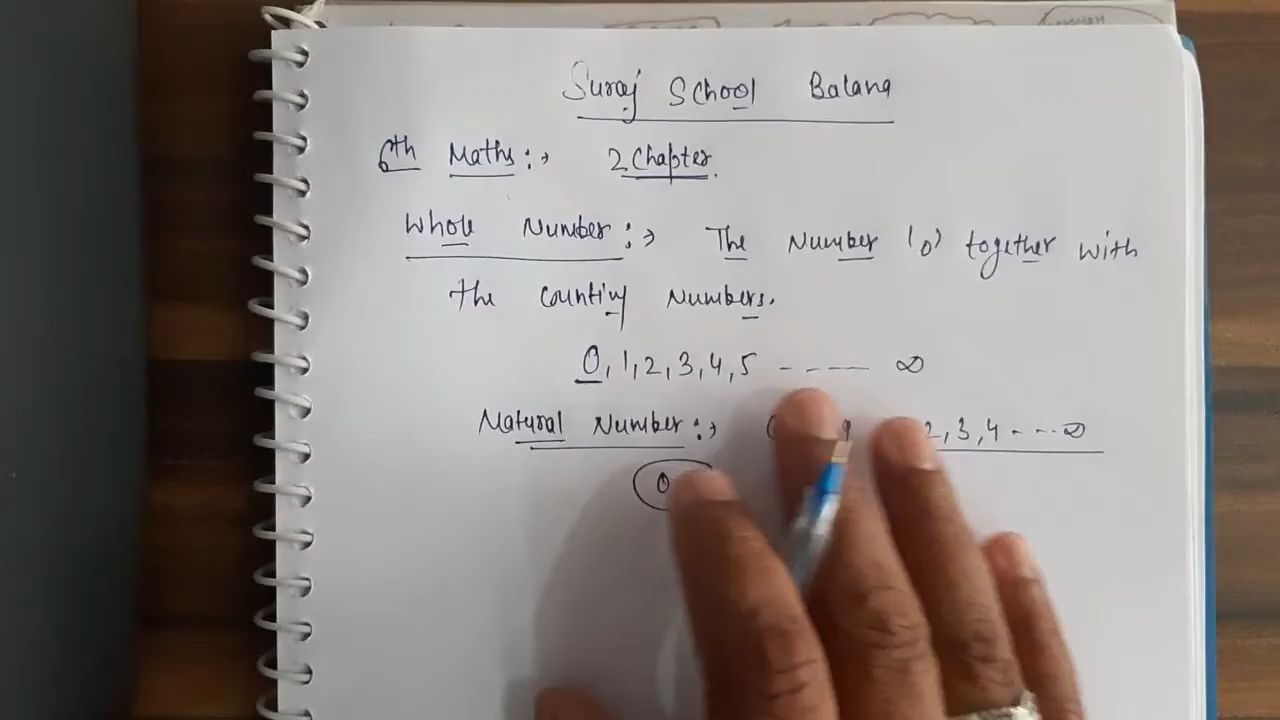 Suraj School Balana
6th Maths:→ 2 Chapter.
Whole Number:→ The Number '0' together with
the counting Numbers.
0, 1, 2, 3, 4, 5 ---- ∞
Natural Number:→ 2, 3, 4 - -- ∞
0